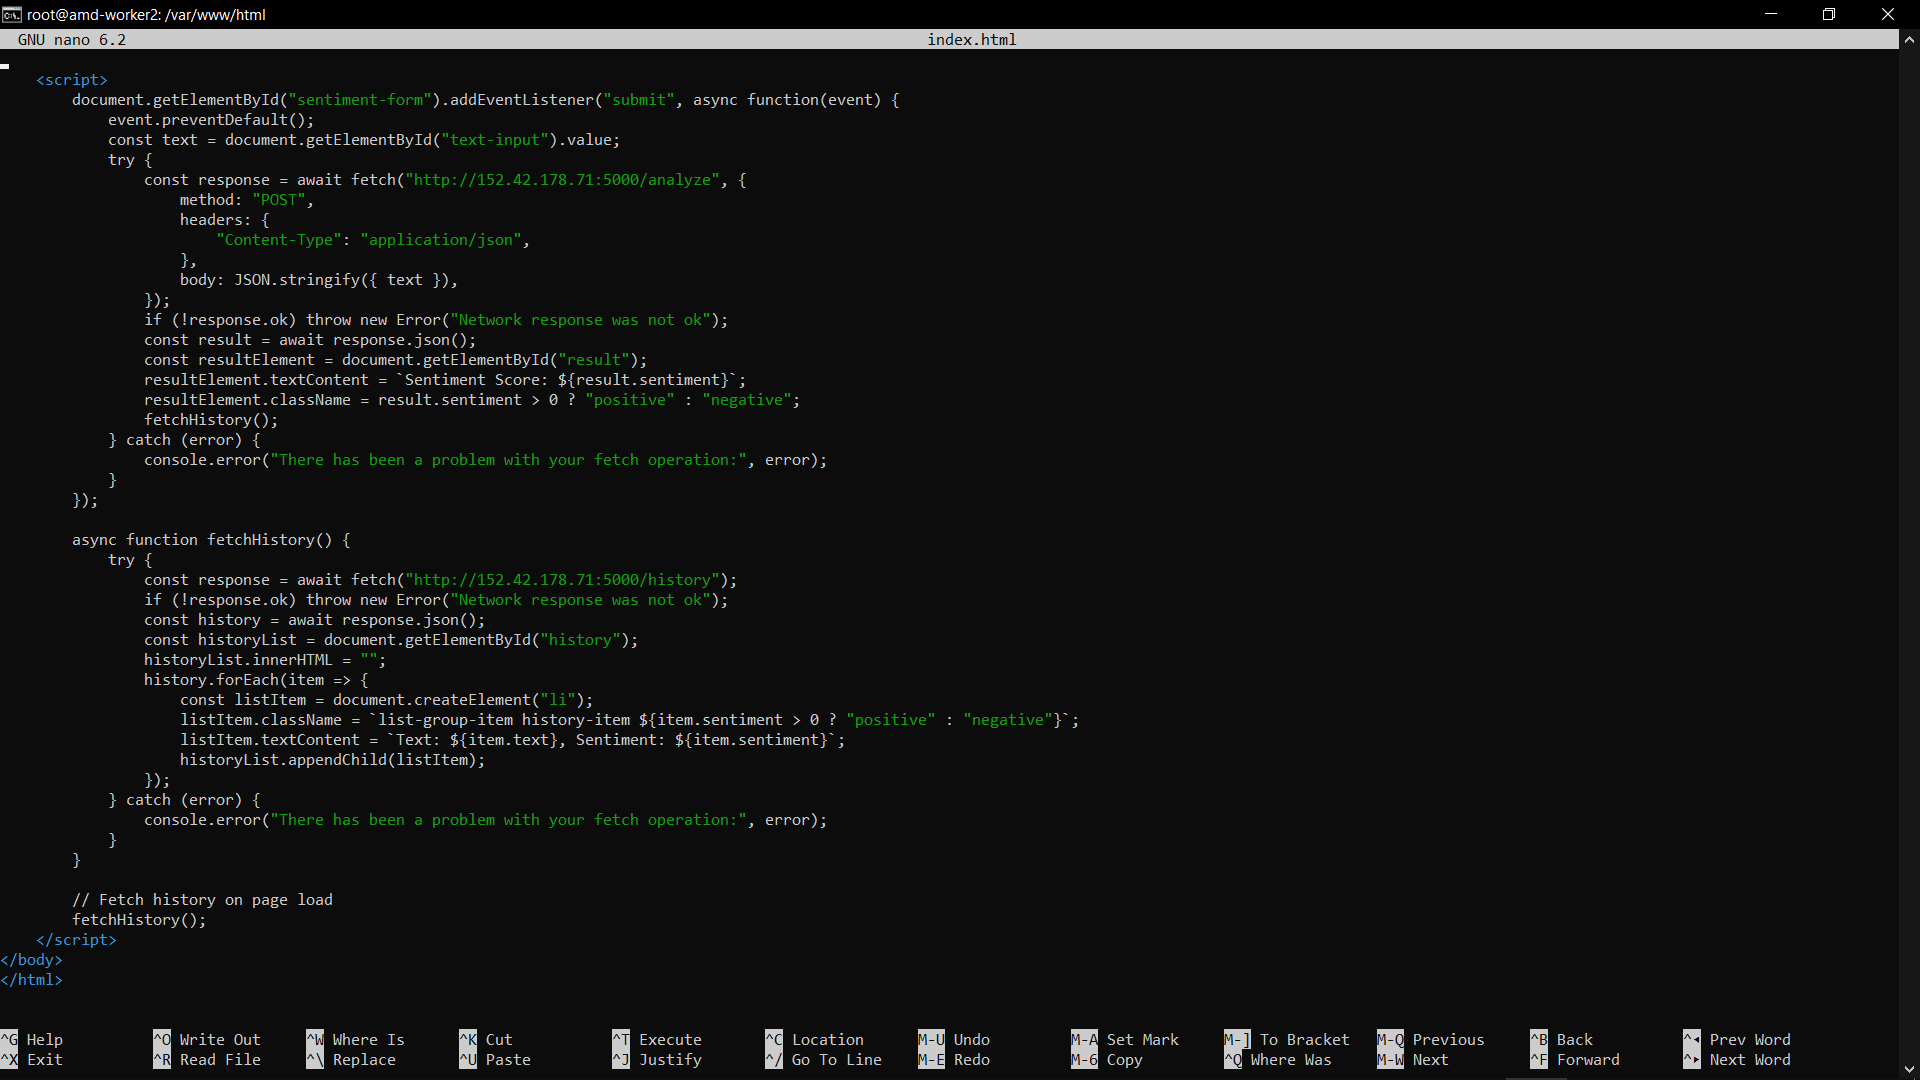 root@amd-worker2: /var/www/html
GNU nano 6.2 index.html
<script>
document.getElementById("sentiment-form").addEventListener("submit", async function(event) {
event.preventDefault();
const text = document.getElementById("text-input").value;
try {
const response = await fetch("http://152.42.178.71:5000/analyze", {
method: "POST",
headers: {
"Content-Type": "application/json",
},
body: JSON.stringify({ text }),
});
if (!response.ok) throw new Error("Network response was not ok");
const result = await response.json();
const resultElement = document.getElementById("result");
resultElement.textContent = `Sentiment Score: ${result.sentiment}`;
resultElement.className = result.sentiment > 0 ? "positive" : "negative";
fetchHistory();
} catch (error) {
console.error("There has been a problem with your fetch operation:", error);
}
});
async function fetchHistory() {
try {
const response = await fetch("http://152.42.178.71:5000/history");
if (!response.ok) throw new Error("Network response was not ok");
const history = await response.json();
const historyList = document.getElementById("history");
historyList.innerHTML = "";
history.forEach(item => {
const listItem = document.createElement("li");
listItem.className = `list-group-item history-item ${item.sentiment > 0 ? "positive" : "negative"}`;
listItem.textContent = `Text: ${item.text}, Sentiment: ${item.sentiment}`;
historyList.appendChild(listItem);
});
} catch (error) {
console.error("There has been a problem with your fetch operation:", error);
}
}
// Fetch history on page load
fetchHistory();
</script>
</body>
</html>
^G Help ^O Write Out ^W Where Is ^K Cut ^T Execute ^C Location M-U Undo M-A Set Mark M-] To Bracket M-Q Previous ^B Back ^◂ Prev Word
^X Exit ^R Read File ^\ Replace ^U Paste ^J Justify ^/ Go To Line M-E Redo M-6 Copy ^Q Where Was M-W Next ^F Forward ^▸ Next Word